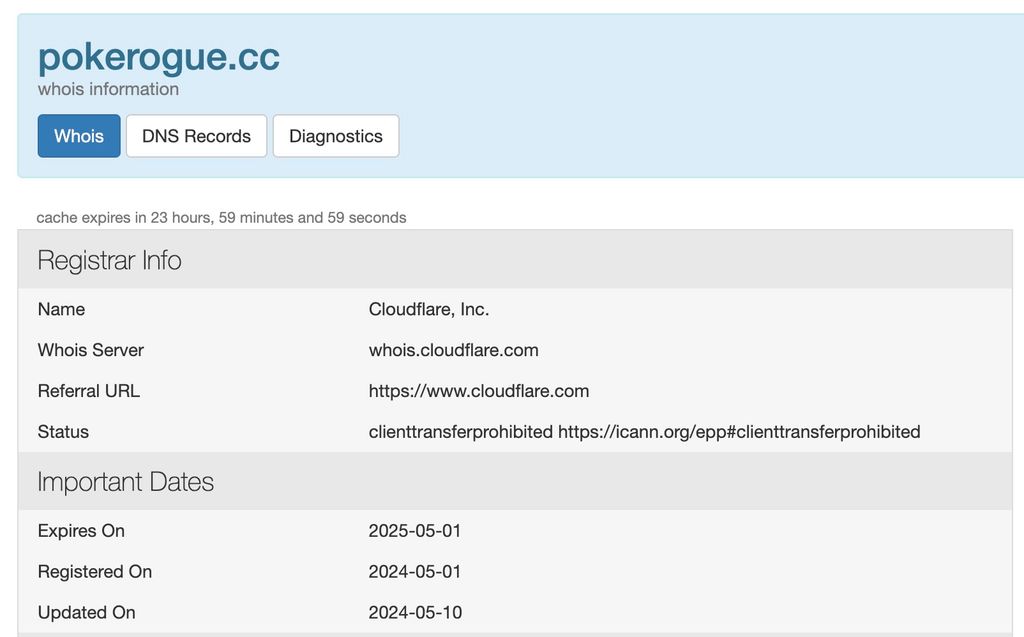 pokerogue.cc
whois information
Whois DNS Records Diagnostics
cache expires in 23 hours, 59 minutes and 59 seconds
Registrar Info
Name Cloudflare, Inc.
Whois Server whois.cloudflare.com
Referral URL https://www.cloudflare.com
Status clienttransferprohibited https://icann.org/epp#clienttransferprohibited
Important Dates
Expires On 2025-05-01
Registered On 2024-05-01
Updated On 2024-05-10